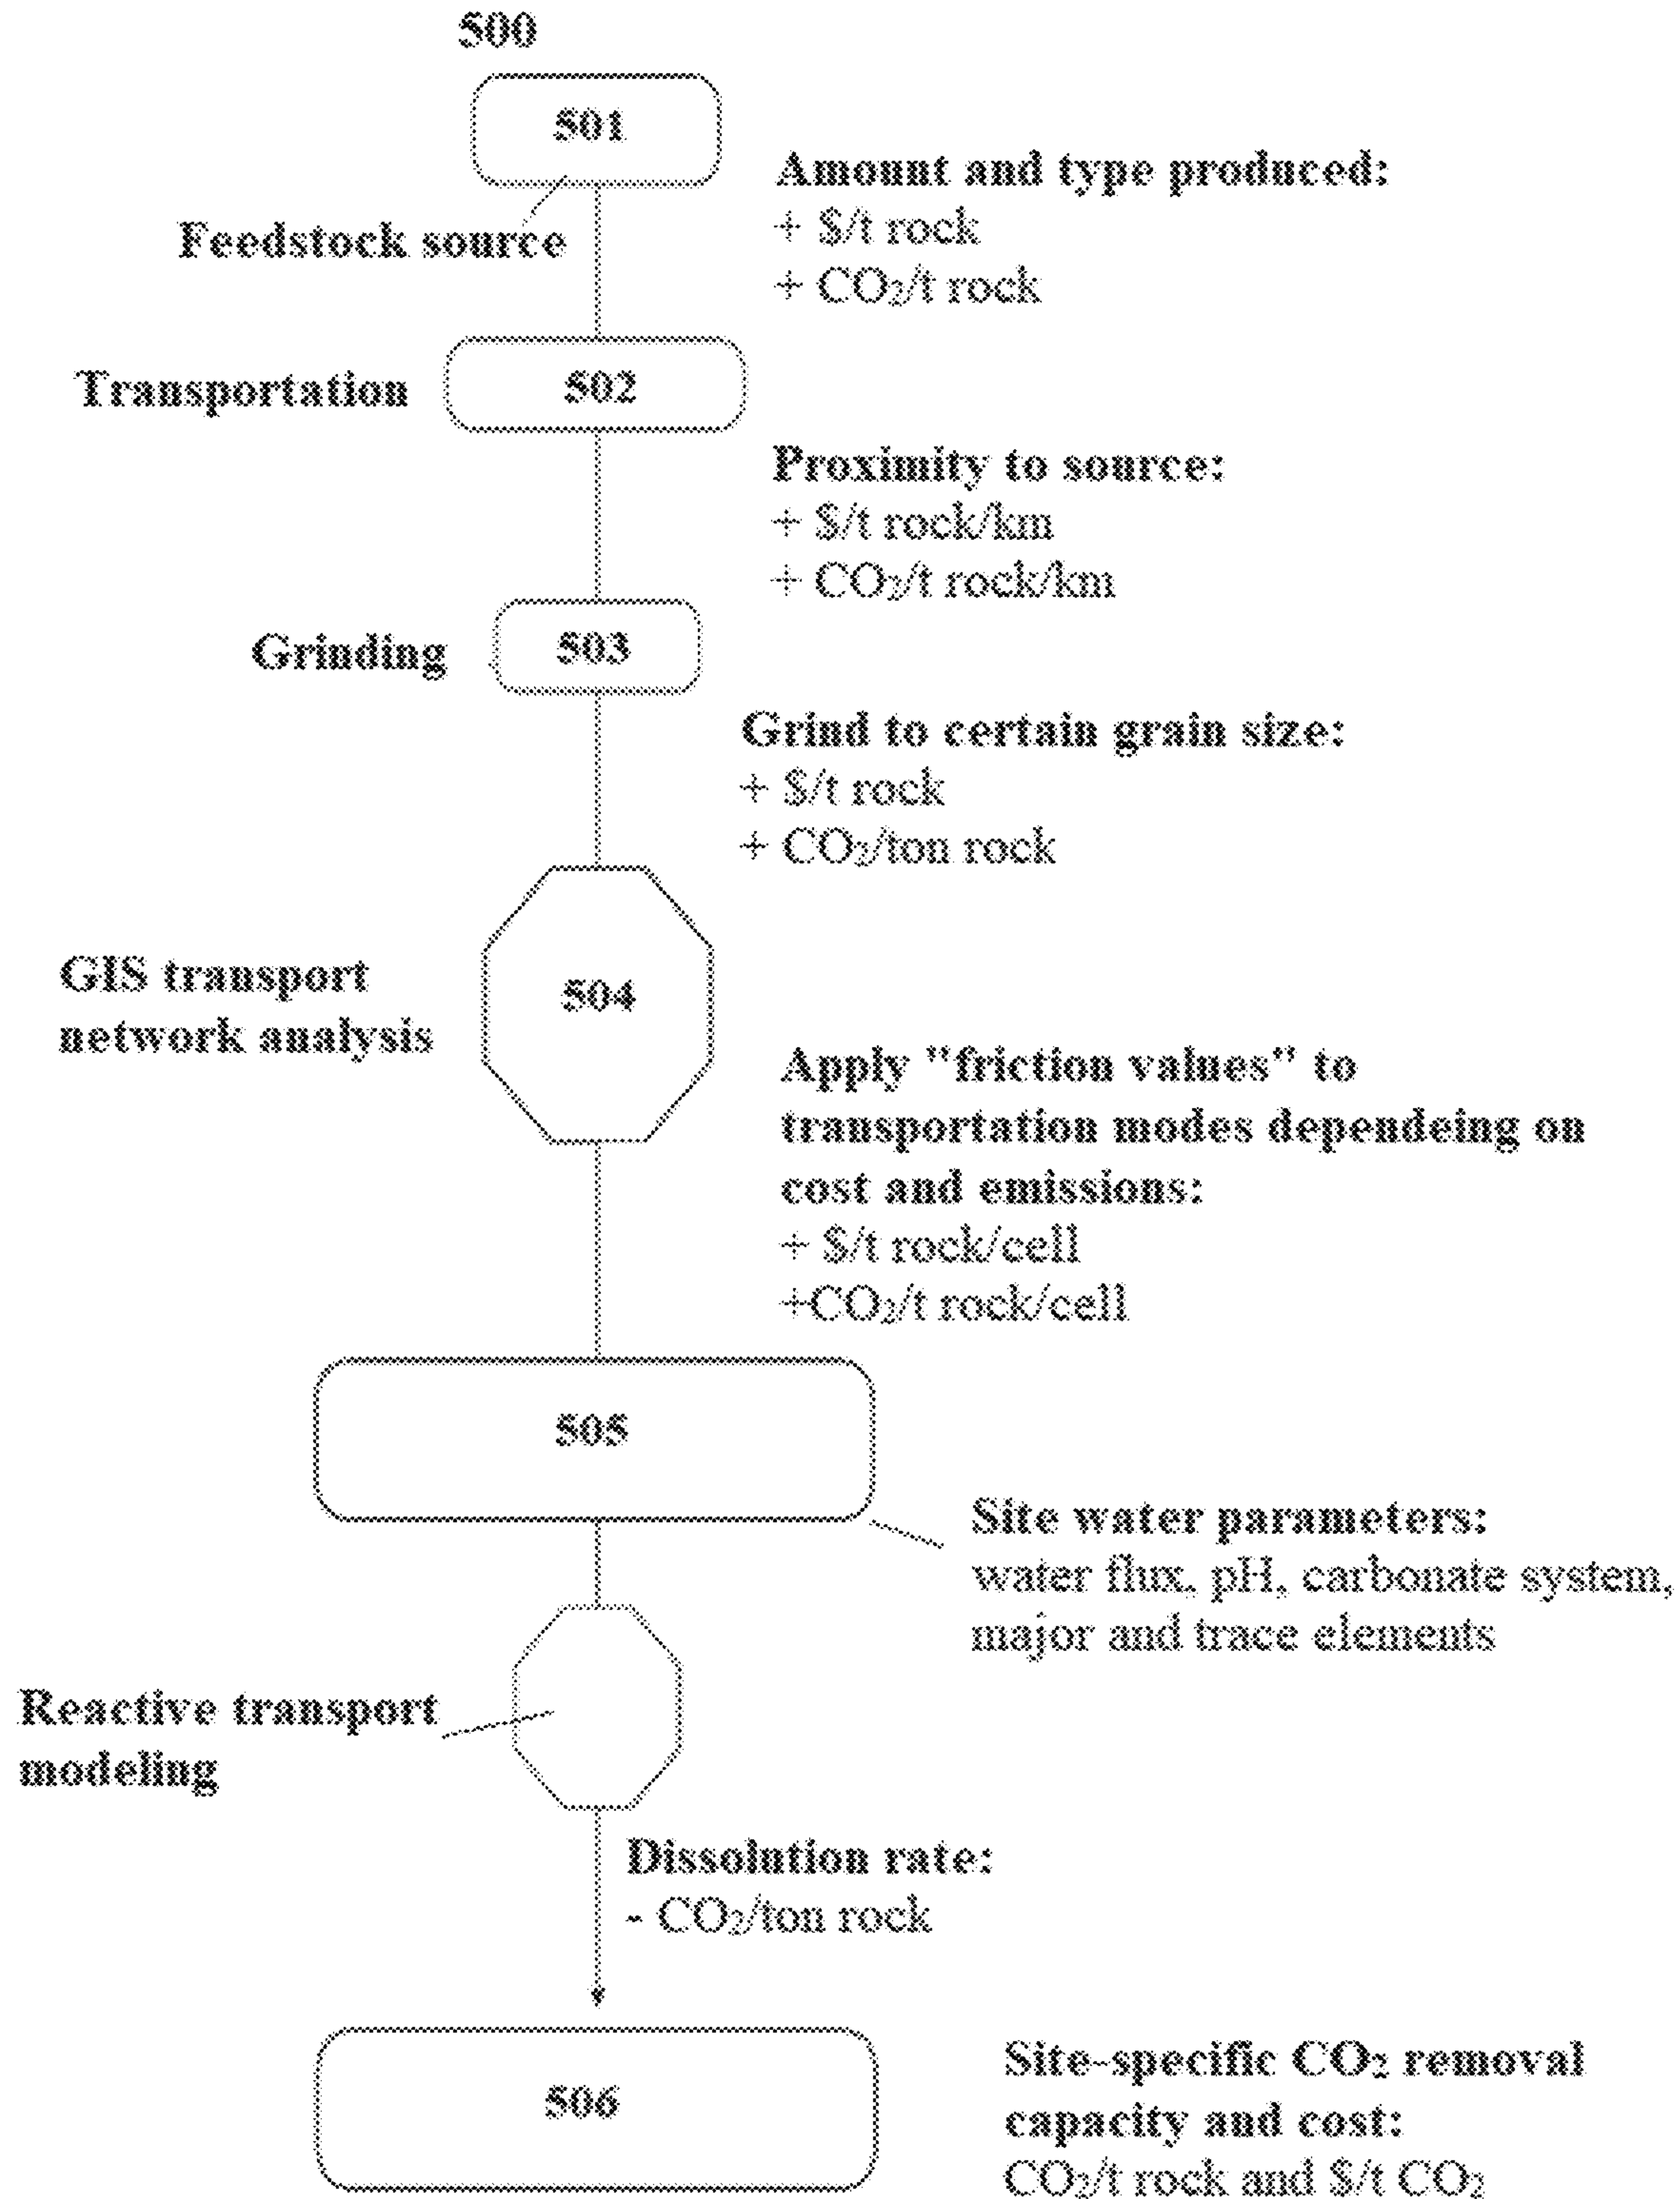 500
501
Amount and type produced:
+ $/t rock
+ CO₂/t rock
Feedstock source
Transportation
502
Proximity to source:
+ $/t rock/km
+ CO₂/t rock/km
Grinding
503
Grind to certain grain size:
+ $/t rock
+ CO₂/ton rock
GIS transport
network analysis
504
Apply "friction values" to
transportation modes dependeing on
cost and emissions:
+ $/t rock/cell
+CO₂/t rock/cell
505
Site water parameters:
water flux, pH, carbonate system,
major and trace elements
Reactive transport
modeling
Dissolution rate:
- CO₂/ton rock
506
Site-specific CO₂ removal
capacity and cost:
CO₂/t rock and $/t CO₂